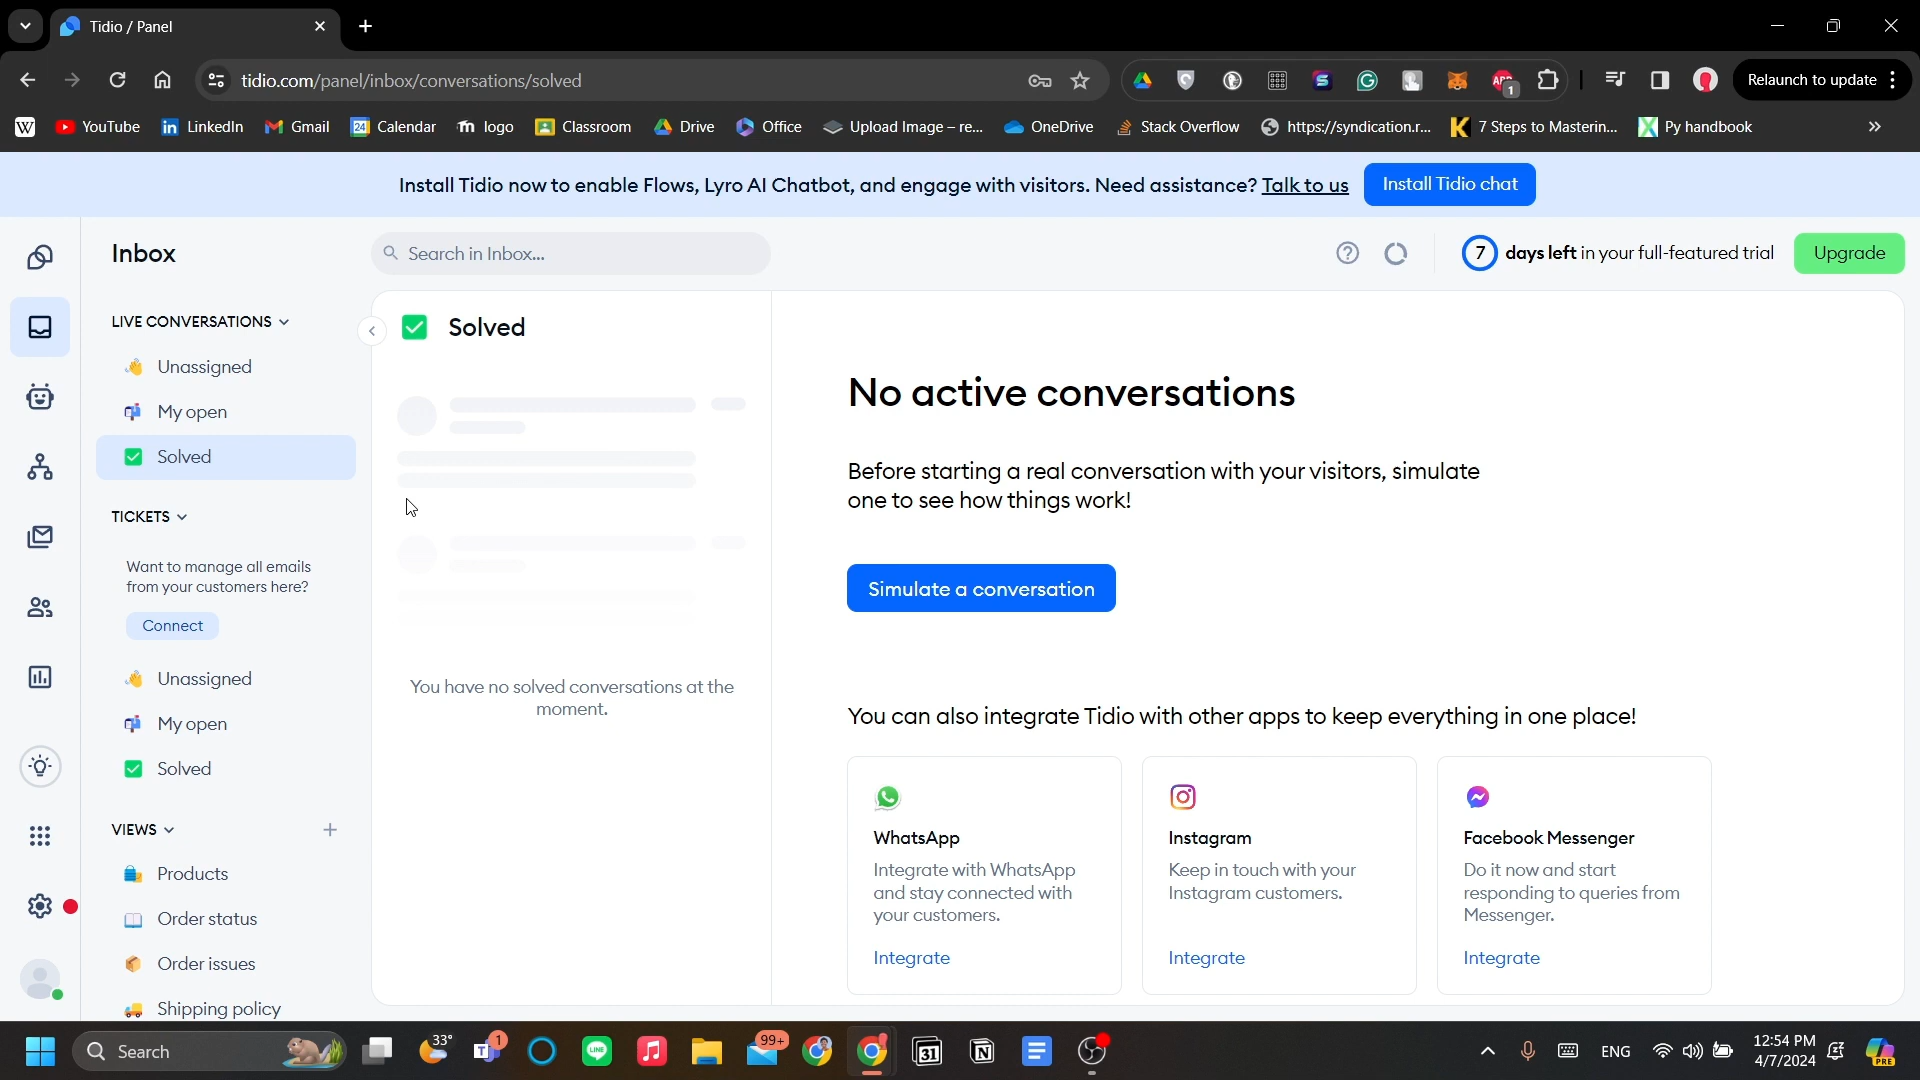 Tidio / Panel
tidio.com/panel/inbox/conversations/solved
ABP
1
Relaunch to update
W
YouTube
LinkedIn
Gmail
24
Calendar
m logo
Classroom
Drive
Office
Upload Image – re...
OneDrive
Stack Overflow
https://syndication.r...
7 Steps to Masterin...
Py handbook
Install Tidio now to enable Flows, Lyro AI Chatbot, and engage with visitors. Need assistance? Talk to us
Install Tidio chat
Inbox
Search in Inbox...
7 days left in your full-featured trial
Upgrade
LIVE CONVERSATIONS
Unassigned
My open
Solved
TICKETS
Want to manage all emails
from your customers here?
Connect
Unassigned
My open
Solved
VIEWS
Products
Order status
Order issues
Shipping policy
Solved
You have no solved conversations at the
moment.
No active conversations
Before starting a real conversation with your visitors, simulate
one to see how things work!
Simulate a conversation
You can also integrate Tidio with other apps to keep everything in one place!
WhatsApp
Integrate with WhatsApp
and stay connected with
your customers.
Integrate
Instagram
Keep in touch with your
Instagram customers.
Integrate
Facebook Messenger
Do it now and start
responding to queries from
Messenger.
Integrate
Search
33°
1
LINE
99+
31
ENG
12:54 PM
4/7/2024
PRE